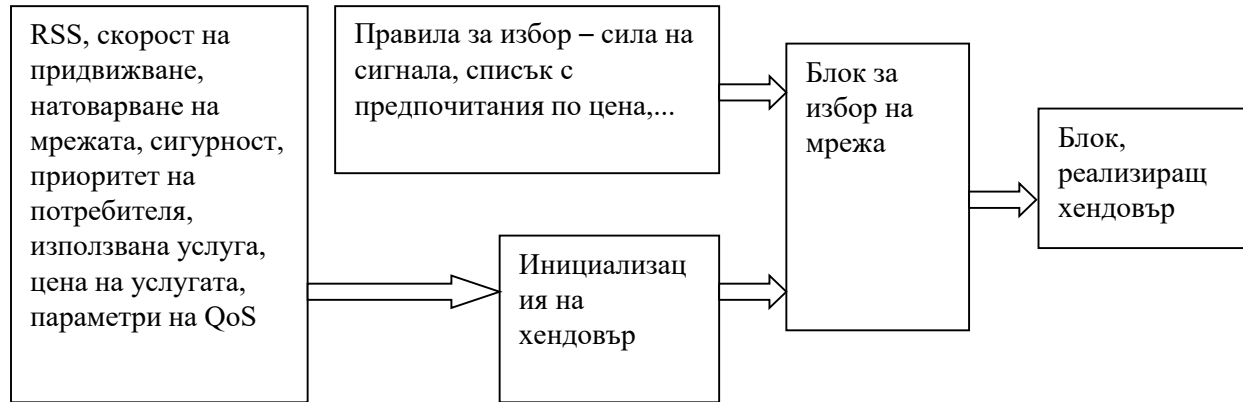 RSS, скорост на
придвижване,
натоварване на
мрежата, сигурност,
приоритет на
потребителя,
използвана услуга,
цена на услугата,
параметри на QoS
Правила за избор – сила на
сигнала, списък с
предпочитания по цена,...
Инициализац
ия на
хендовър
Блок за
избор на
мрежа
Блок,
реализиращ
хендовър